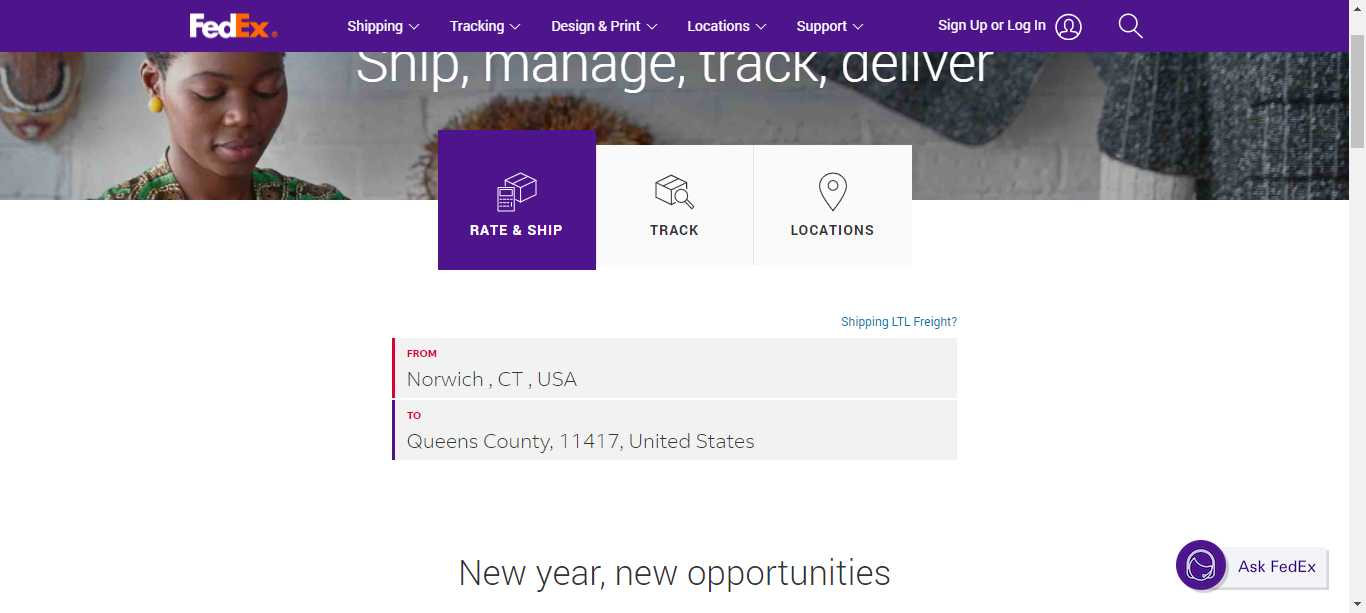 FedEx®
Shipping
Tracking
Design & Print
Locations
Support
Sign Up or Log In
Ship, manage, track, deliver
RATE & SHIP
TRACK
LOCATIONS
Shipping LTL Freight?
FROM
Norwich , CT , USA
TO
Queens County, 11417, United States
New year, new opportunities
Ask FedEx